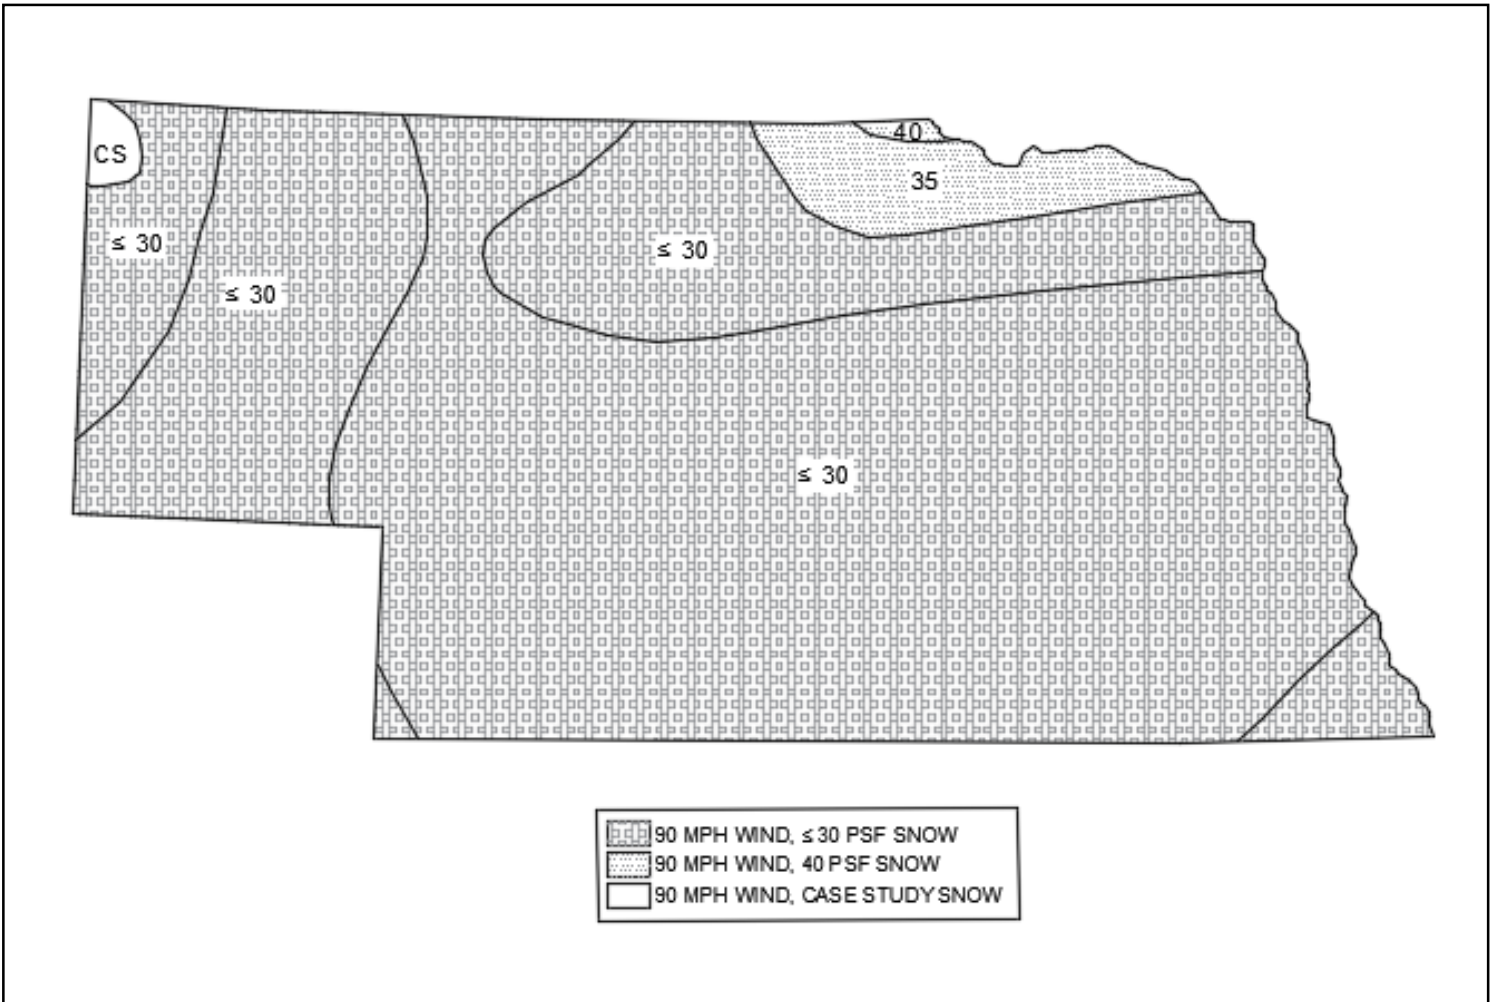 40
CS
35
≤ 30
≤ 30
≤ 30
≤ 30
90 MPH WIND, ≤ 30 PSF SNOW
90 MPH WIND, 40 PSF SNOW
90 MPH WIND, CASE STUDY SNOW